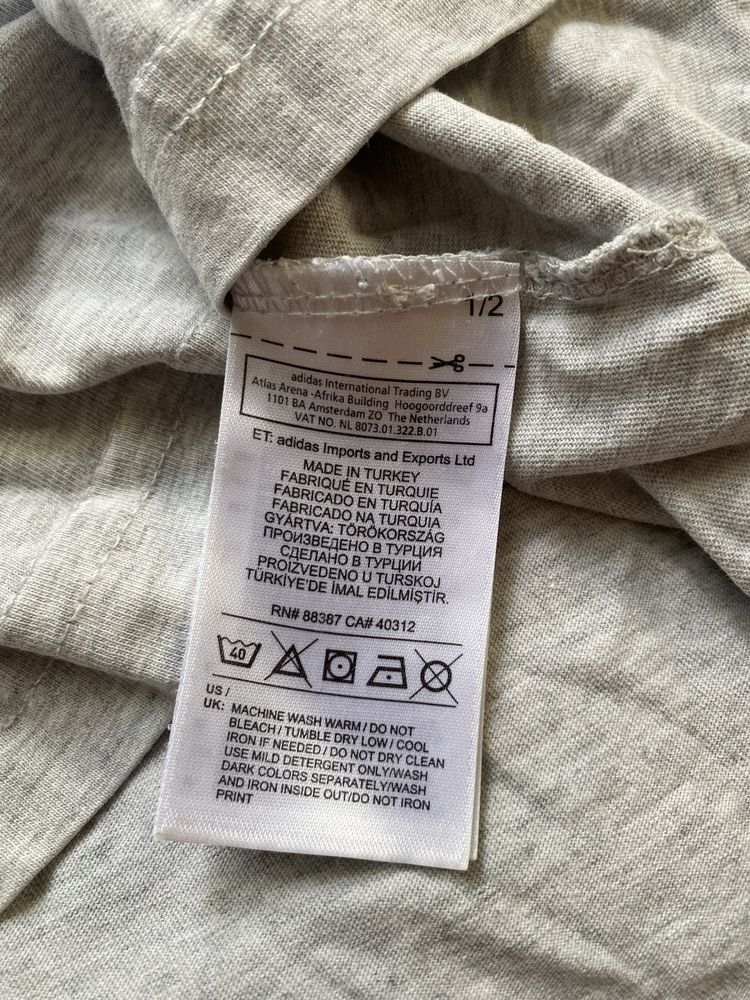 1/2
adidas International Trading BV
Atlas Arena -Afrika Building Hoogoorddreef 9a
1101 BA Amsterdam ZO The Netherlands
VAT NO. NL 8073.01.322.B.01
ET: adidas Imports and Exports Ltd
MADE IN TURKEY
FABRIQUÉ EN TURQUIE
FABRICADO EN TURQUÍA
FABRICADO NA TURQUIA
GYÁRTVA: TÖRÖKORSZÁG
ПРОИЗВЕДЕНО В ТУРЦИЯ
СДЕЛАНО В ТУРЦИИ
PROİZVEDENO U TURSKOJ
TÜRKİYE'DE İMAL EDİLMİŞTİR.
RN# 88387 CA# 40312
40
US /
UK: MACHINE WASH WARM / DO NOT
BLEACH / TUMBLE DRY LOW / COOL
IRON IF NEEDED / DO NOT DRY CLEAN
USE MILD DETERGENT ONLY/WASH
DARK COLORS SEPARATELY/WASH
AND IRON INSIDE OUT/DO NOT IRON
PRINT